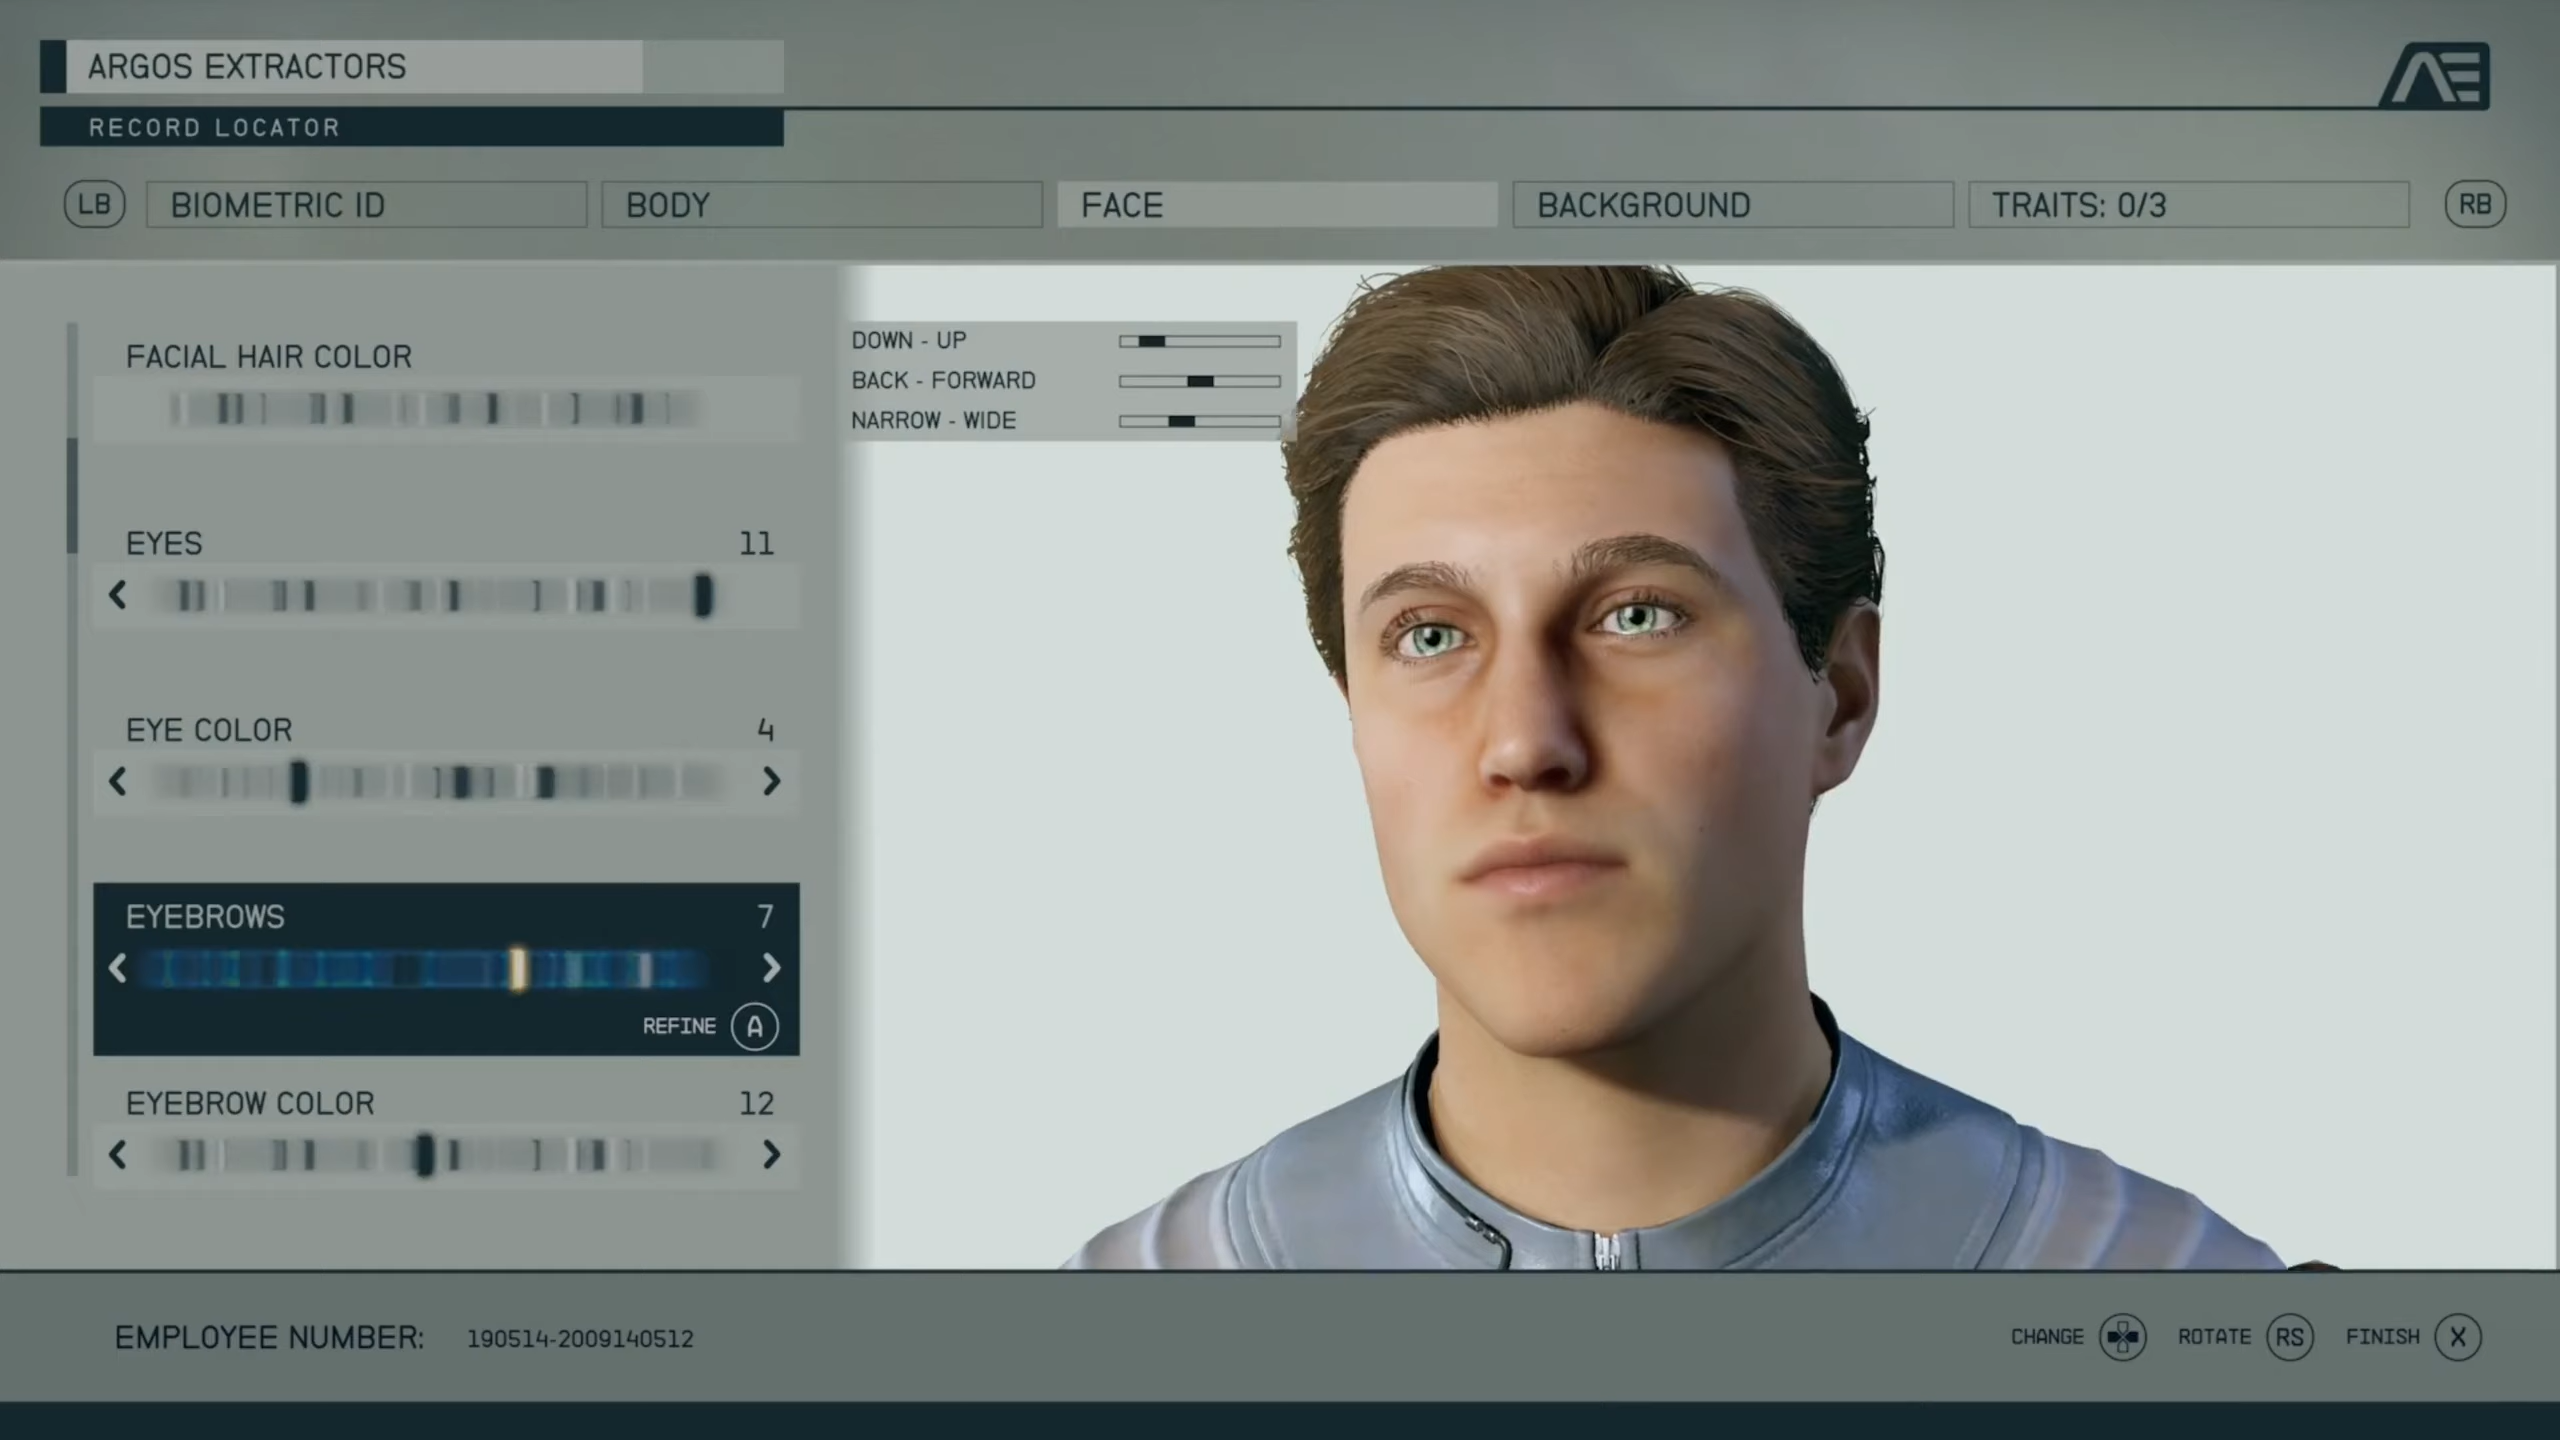 ARGOS EXTRACTORS
RECORD LOCATOR
LB BIOMETRIC ID BODY FACE BACKGROUND TRAITS: 0/3 RB
FACIAL HAIR COLOR
DOWN - UP
BACK - FORWARD
NARROW - WIDE
EYES 11
EYE COLOR 4
EYEBROWS 7
REFINE A
EYEBROW COLOR 12
EMPLOYEE NUMBER: 190514-2009140512
CHANGE ROTATE RS FINISH X